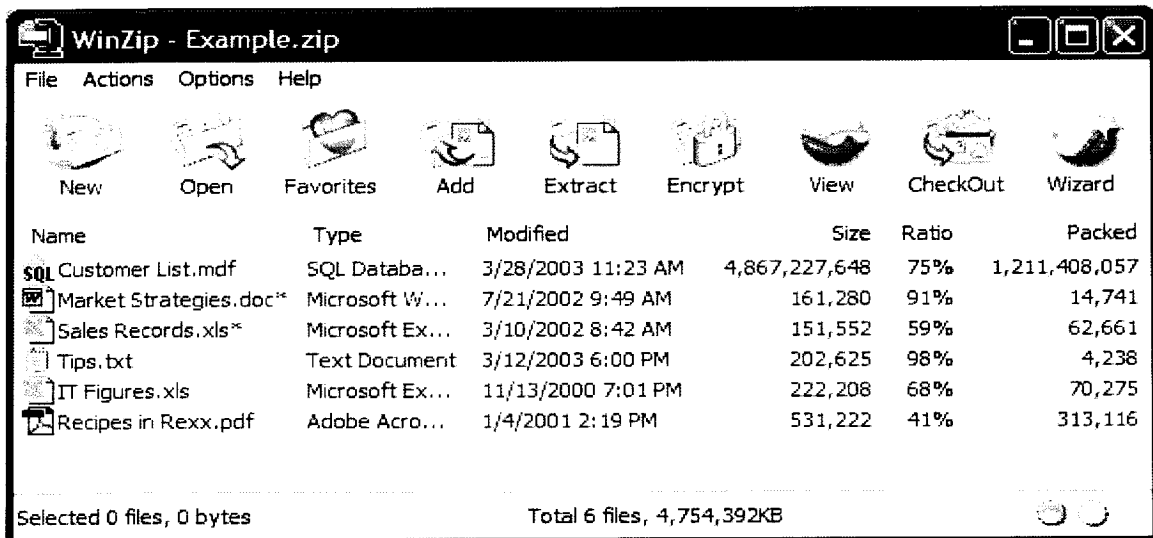 WinZip - Example.zip
File Actions Options Help
New Open Favorites Add Extract Encrypt View CheckOut Wizard
Name Type Modified Size Ratio Packed
SQL Customer List.mdf SQL Databa... 3/28/2003 11:23 AM 4,867,227,648 75% 1,211,408,057
W Market Strategies.doc* Microsoft W... 7/21/2002 9:49 AM 161,280 91% 14,741
Sales Records.xls* Microsoft Ex... 3/10/2002 8:42 AM 151,552 59% 62,661
Tips.txt Text Document 3/12/2003 6:00 PM 202,625 98% 4,238
IT Figures.xls Microsoft Ex... 11/13/2000 7:01 PM 222,208 68% 70,275
Recipes in Rexx.pdf Adobe Acro... 1/4/2001 2:19 PM 531,222 41% 313,116
Selected 0 files, 0 bytes Total 6 files, 4,754,392KB